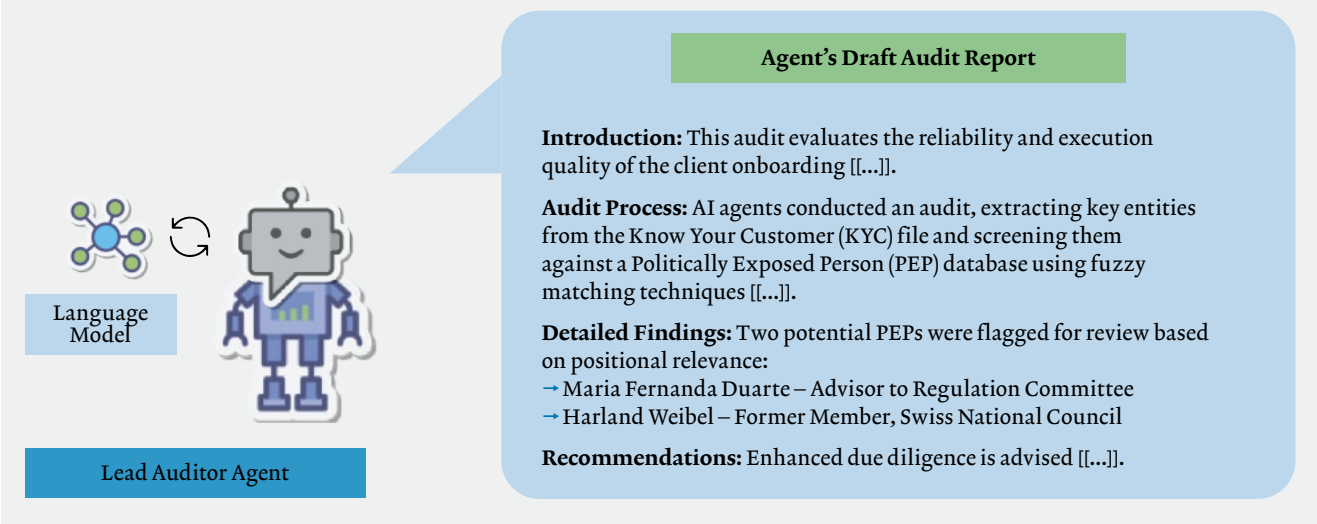 Agent’s Draft Audit Report
Introduction: This audit evaluates the reliability and execution
quality of the client onboarding [[...]].
Audit Process: AI agents conducted an audit, extracting key entities
from the Know Your Customer (KYC) file and screening them
against a Politically Exposed Person (PEP) database using fuzzy
matching techniques [[...]].
Detailed Findings: Two potential PEPs were flagged for review based
on positional relevance:
→ Maria Fernanda Duarte – Advisor to Regulation Committee
→ Harland Weibel – Former Member, Swiss National Council
Recommendations: Enhanced due diligence is advised [[...]].
Language
Model
Lead Auditor Agent